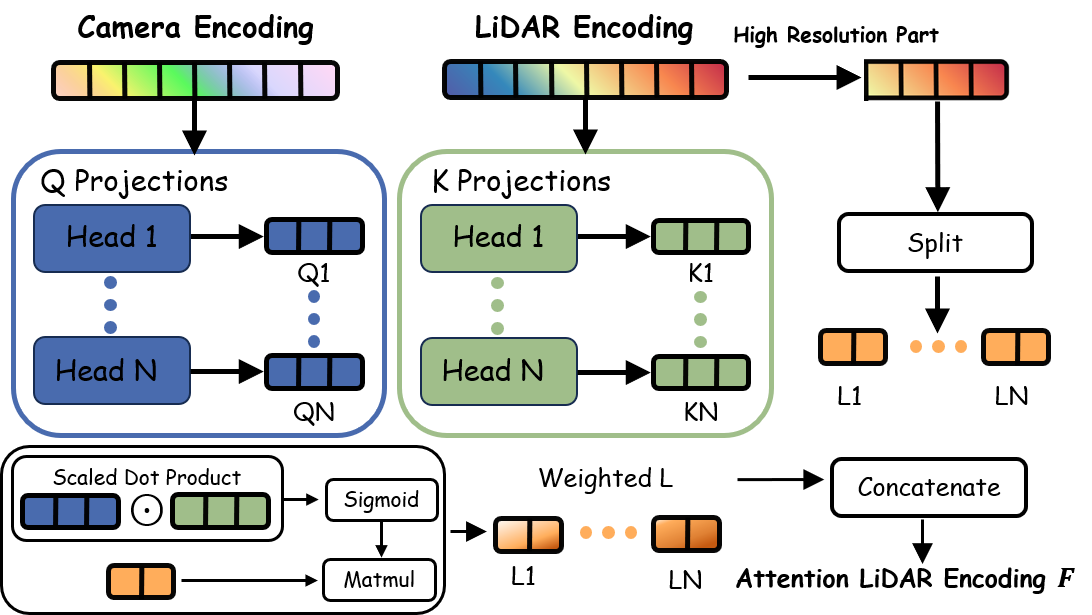 Camera Encoding
LiDAR Encoding
High Resolution Part
Q Projections
Head 1
Q1
Head N
QN
K Projections
Head 1
K1
Head N
KN
Split
L1
LN
Scaled Dot Product
Sigmoid
Matmul
Weighted L
L1
LN
Concatenate
Attention LiDAR Encoding F